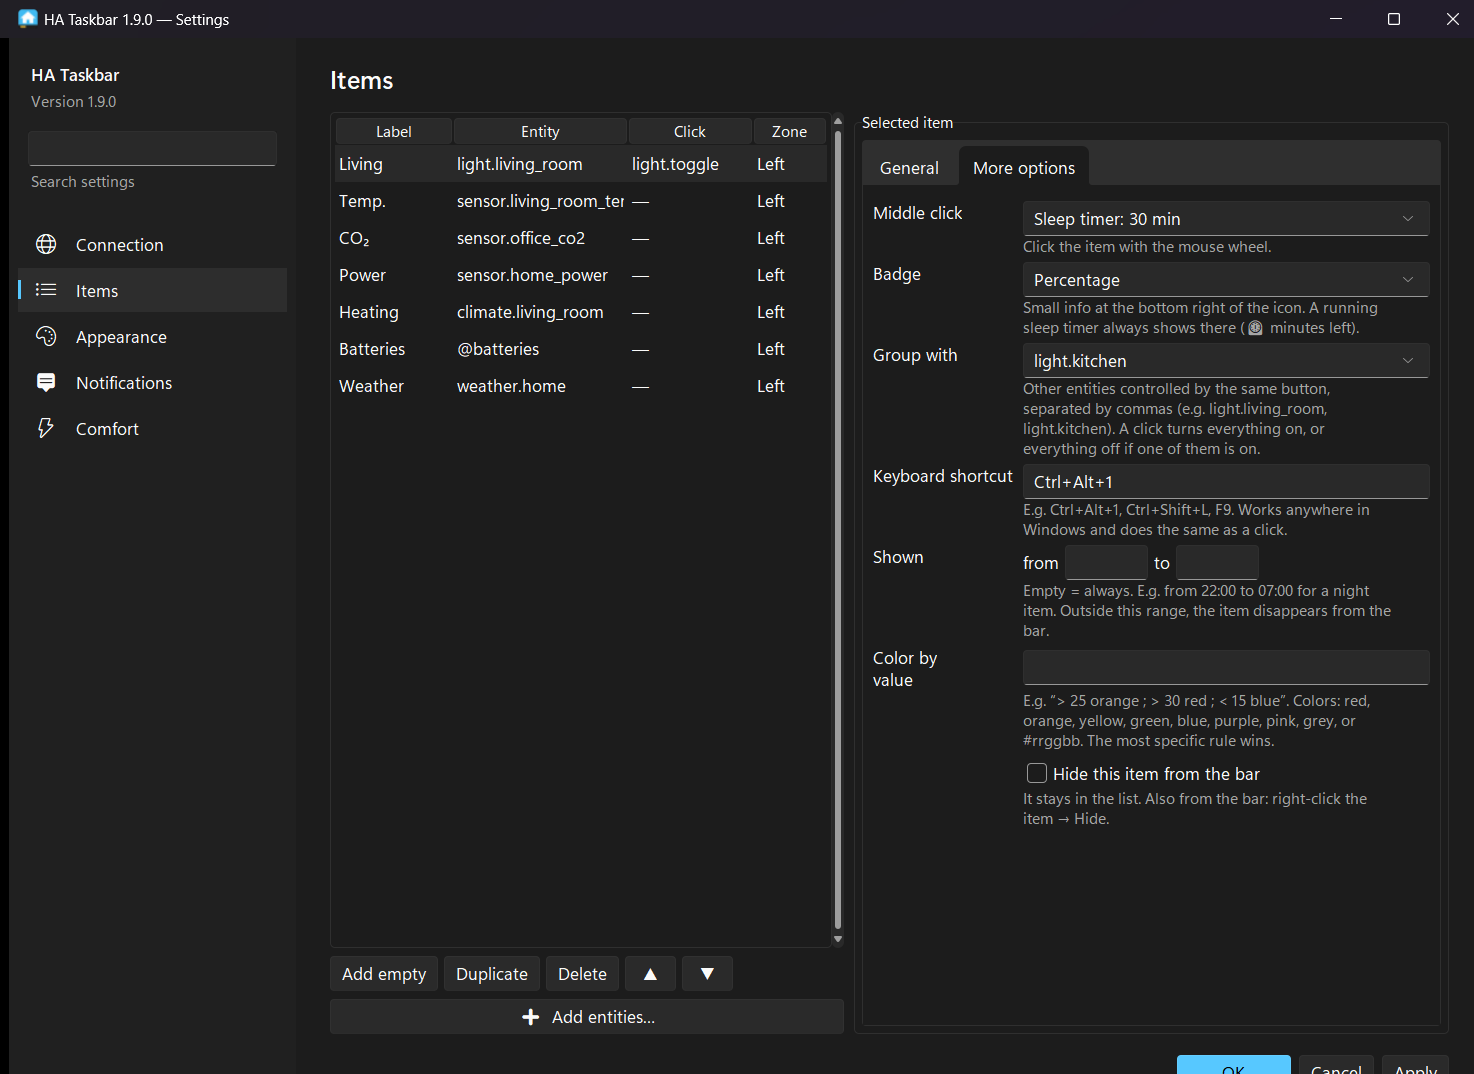 HA Taskbar 1.9.0 — Settings
HA Taskbar
Version 1.9.0
Search settings
Connection
Items
Appearance
Notifications
Comfort
Items
Label Entity Click Zone
Living light.living_room light.toggle Left
Temp. sensor.living_room_ter — Left
CO₂ sensor.office_co2 — Left
Power sensor.home_power — Left
Heating climate.living_room — Left
Batteries @batteries — Left
Weather weather.home — Left
Add empty Duplicate Delete ▲ ▼
+ Add entities...
Selected item
General More options
Middle click Sleep timer: 30 min
Click the item with the mouse wheel.
Badge Percentage
Small info at the bottom right of the icon. A running
sleep timer always shows there (⏲ minutes left).
Group with light.kitchen
Other entities controlled by the same button,
separated by commas (e.g. light.living_room,
light.kitchen). A click turns everything on, or
everything off if one of them is on.
Keyboard shortcut Ctrl+Alt+1
E.g. Ctrl+Alt+1, Ctrl+Shift+L, F9. Works anywhere in
Windows and does the same as a click.
Shown from to
Empty = always. E.g. from 22:00 to 07:00 for a night
item. Outside this range, the item disappears from the
bar.
Color by
value
E.g. "> 25 orange ; > 30 red ; < 15 blue". Colors: red,
orange, yellow, green, blue, purple, pink, grey, or
#rrggbb. The most specific rule wins.
Hide this item from the bar
It stays in the list. Also from the bar: right-click the
item → Hide.
OK Cancel Apply